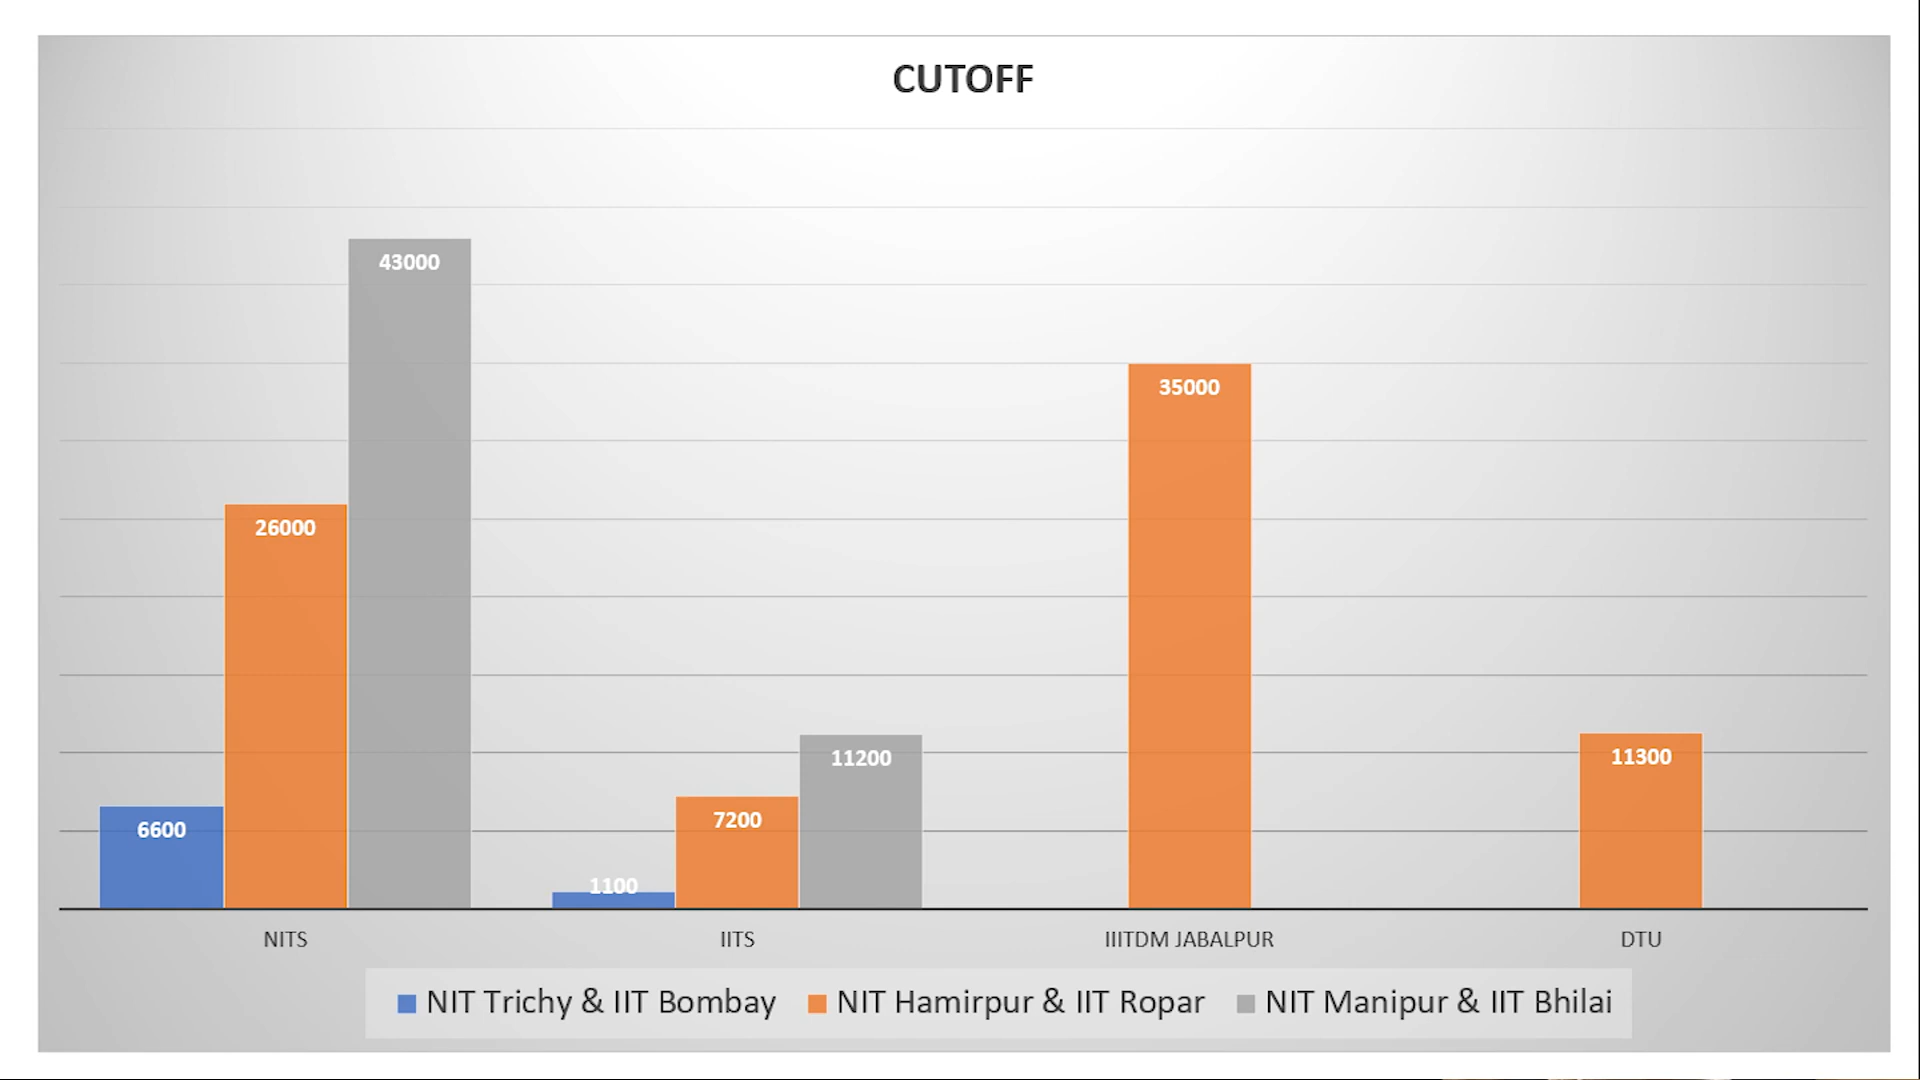 CUTOFF
43000
35000
26000
11200
11300
7200
6600
1100
NITS IITS IIITDM JABALPUR DTU
NIT Trichy & IIT Bombay NIT Hamirpur & IIT Ropar NIT Manipur & IIT Bhilai